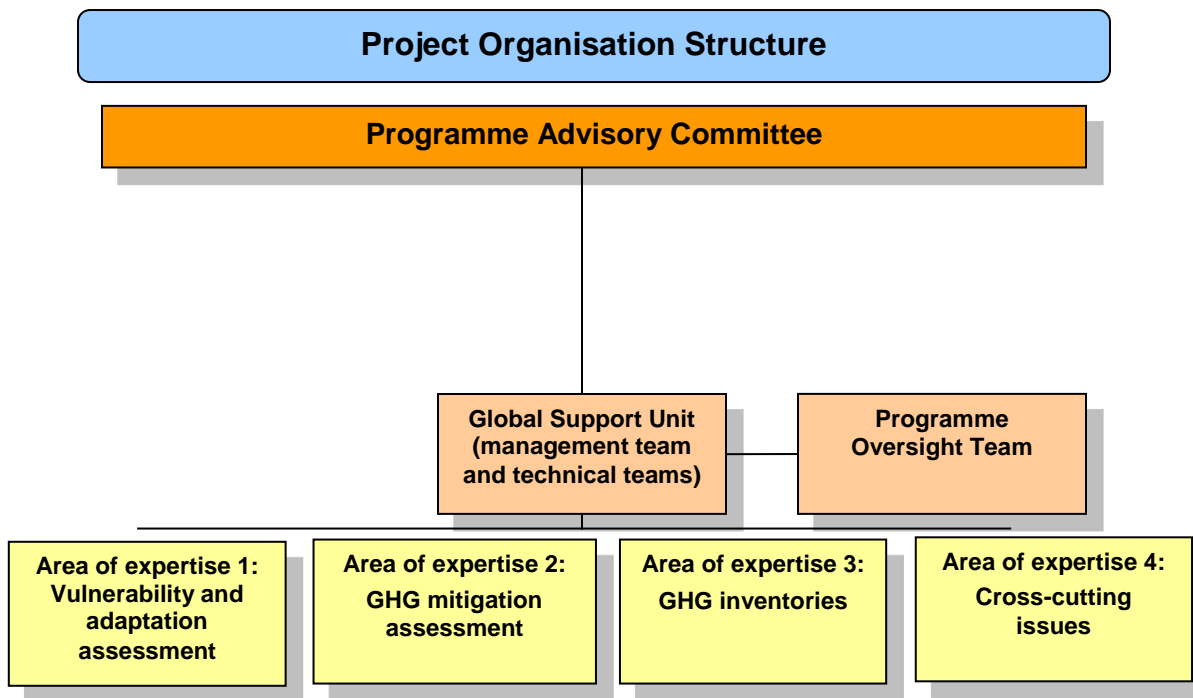 Project Organisation Structure
Programme Advisory Committee
Global Support Unit
(management team
and technical teams)
Programme
Oversight Team
Area of expertise 1:
Vulnerability and
adaptation
assessment
Area of expertise 2:
GHG mitigation
assessment
Area of expertise 3:
GHG inventories
Area of expertise 4:
Cross-cutting
issues